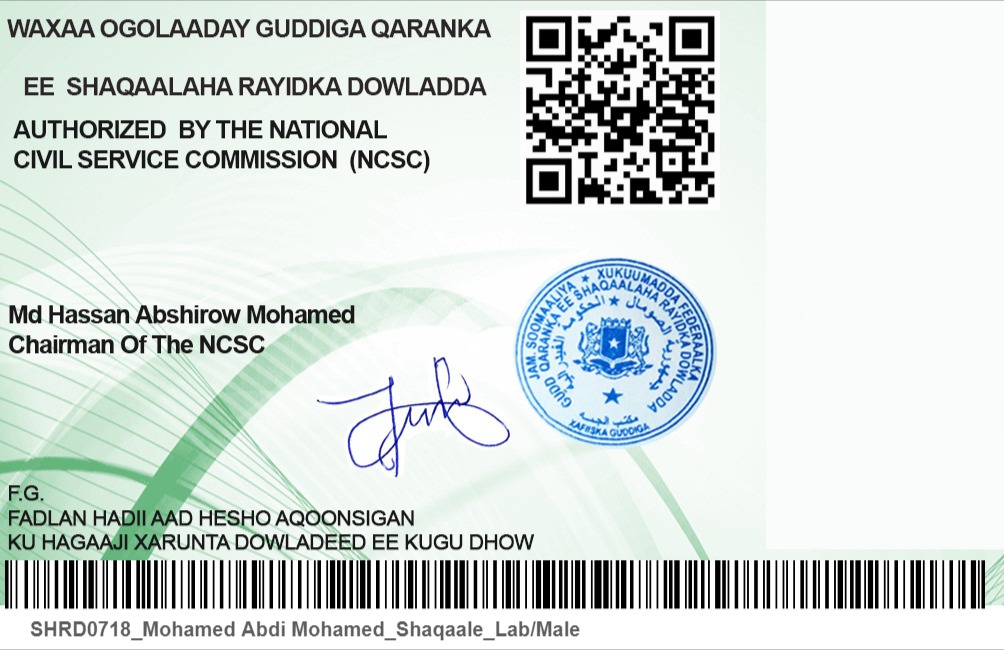 WAXAA OGOLAADAY GUDDIGA QARANKA
EE SHAQAALAHA RAYIDKA DOWLADDA
AUTHORIZED BY THE NATIONAL
CIVIL SERVICE COMMISSION (NCSC)
Md Hassan Abshirow Mohamed
Chairman Of The NCSC
JAM. SOOMAALIYA ★ XUKUUMADDA FEDERAALKA
GUDD QARANKA EE SHAQAALAHA RAYIDKA DOWLADDA
XAFIISKA GUDDIGA
F.G.
FADLAN HADII AAD HESHO AQOONSIGAN
KU HAGAAJI XARUNTA DOWLADEED EE KUGU DHOW
SHRD0718_Mohamed Abdi Mohamed_Shaqaale_Lab/Male